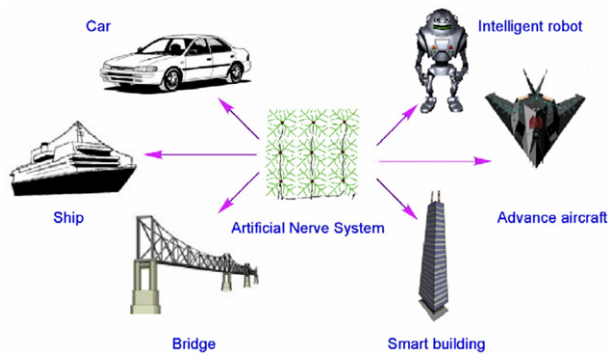 Car
Intelligent robot
Ship
Artificial Nerve System
Advance aircraft
Bridge
Smart building